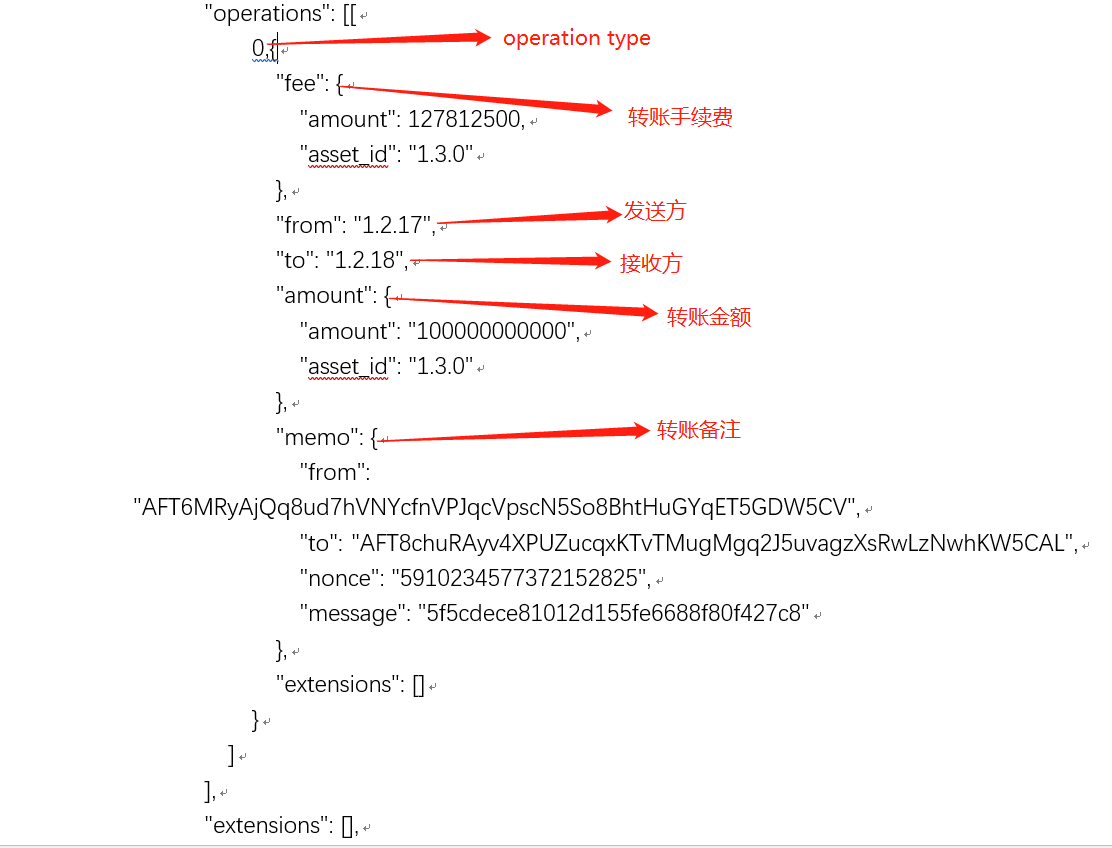 "operations": [[
0,{ operation type
"fee": {
"amount": 127812500, 转账手续费
"asset_id": "1.3.0"
},
"from": "1.2.17", 发送方
"to": "1.2.18", 接收方
"amount": { 转账金额
"amount": "100000000000",
"asset_id": "1.3.0"
},
"memo": { 转账备注
"from":
"AFT6MRyAjQq8ud7hVNYcfnVPJqcVpscN5So8BhtHuGYqET5GDW5CV",
"to": "AFT8chuRAyv4XPUZucqxKTvTMugMgq2J5uvagzXsRwLzNwhKW5CAL",
"nonce": "5910234577372152825",
"message": "5f5cdece81012d155fe6688f80f427c8"
},
"extensions": []
}
]
],
"extensions": [],